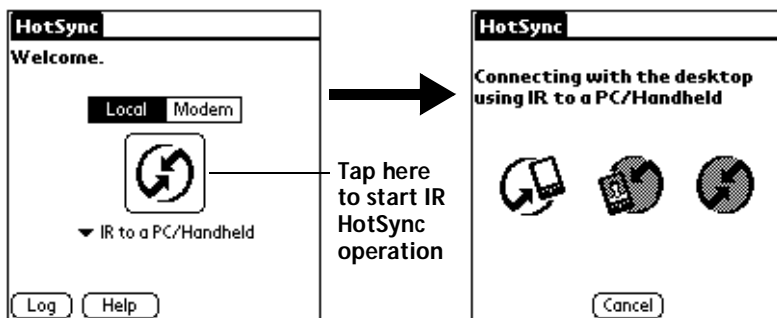 HotSync
Welcome.
Local Modem
IR to a PC/Handheld
Log Help
Tap here
to start IR
HotSync
operation
HotSync
Connecting with the desktop
using IR to a PC/Handheld
Cancel